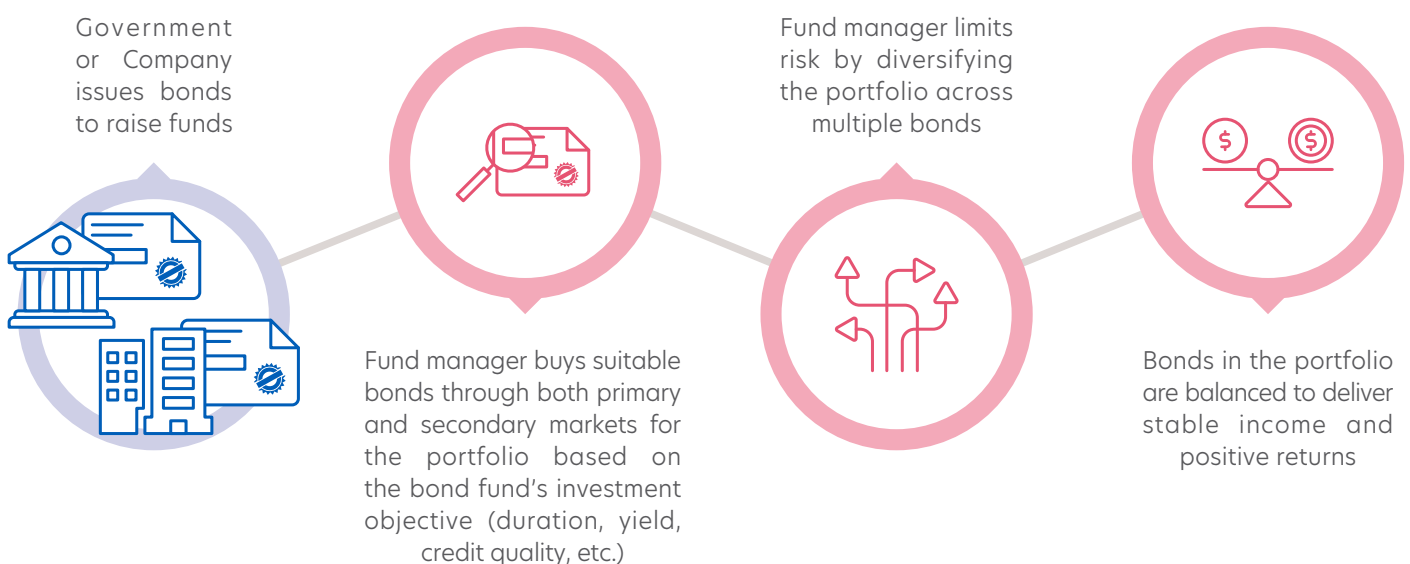 Government
or Company
issues bonds
to raise funds
Fund manager buys suitable
bonds through both primary
and secondary markets for
the portfolio based on
the bond fund's investment
objective (duration, yield,
credit quality, etc.)
Fund manager limits
risk by diversifying
the portfolio across
multiple bonds
$
$
Bonds in the portfolio
are balanced to deliver
stable income and
positive returns